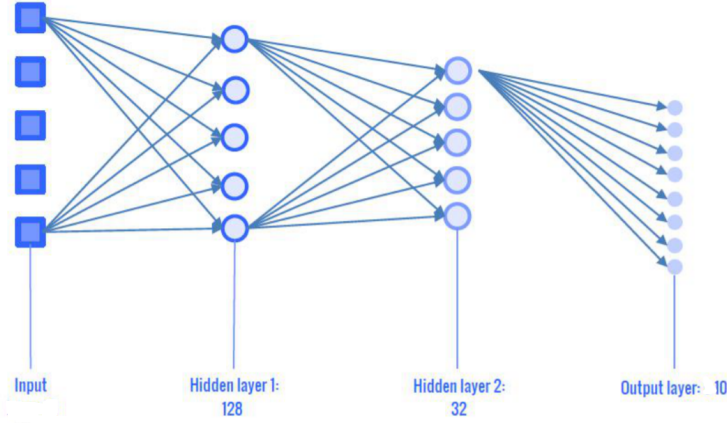 Input
Hidden layer 1:
128
Hidden layer 2:
32
Output layer: 10